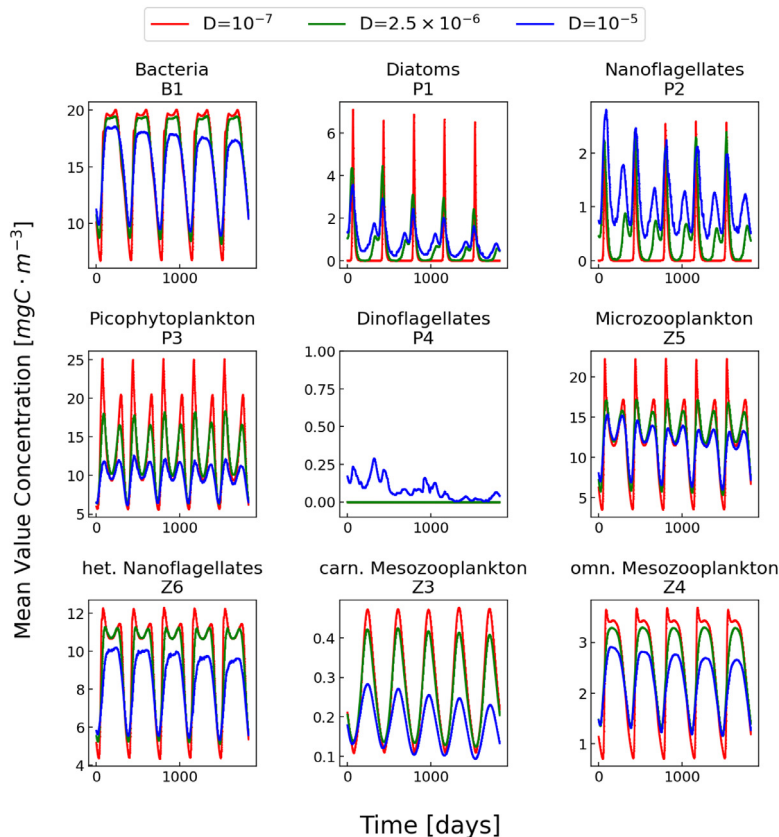 D=10⁻⁷ D=2.5 × 10⁻⁶ D=10⁻⁵
Bacteria
B1
20
15
10
0 1000
Diatoms
P1
6
4
2
0
0 1000
Nanoflagellates
P2
2
1
0
0 1000
Picophytoplankton
P3
25
20
15
10
5
0 1000
Dinoflagellates
P4
1.00
0.75
0.50
0.25
0.00
0 1000
Microzooplankton
Z5
20
15
10
5
0 1000
het. Nanoflagellates
Z6
12
10
8
6
4
0 1000
carn. Mesozooplankton
Z3
0.4
0.3
0.2
0.1
0 1000
omn. Mesozooplankton
Z4
3
2
1
0 1000
Mean Value Concentration [mgC · m⁻³]
Time [days]